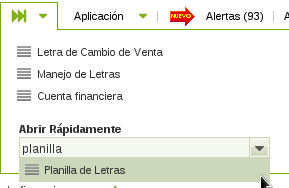 Aplicación NUEVO Alertas (93)
Letra de Cambio de Venta
Manejo de Letras
Cuenta financiera
Abrir Rápidamente
planilla
Planilla de Letras